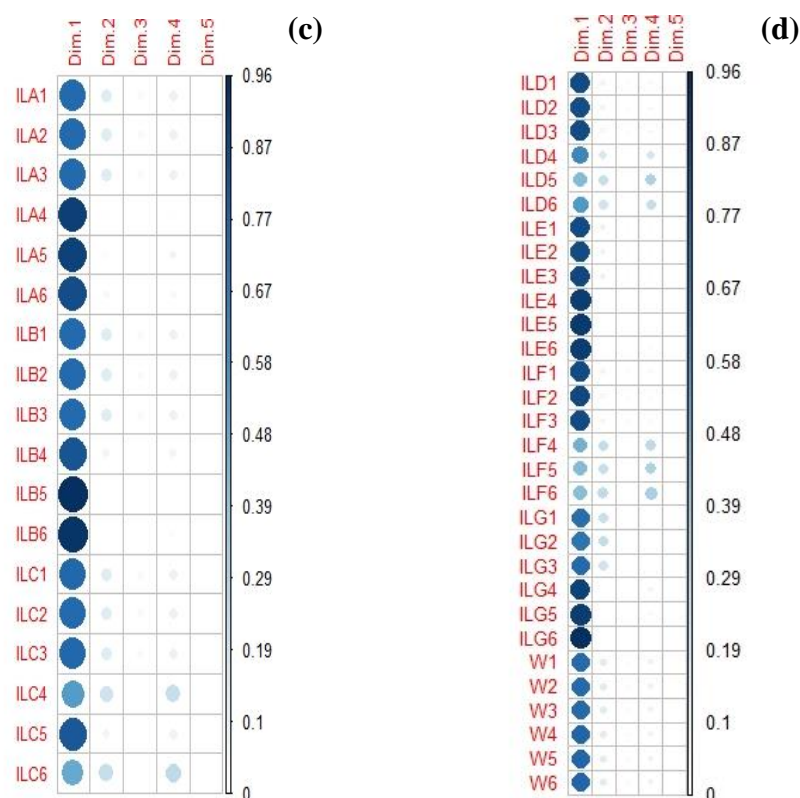 (c)
Dim.1 Dim.2 Dim.3 Dim.4 Dim.5
ILA1
ILA2
ILA3
ILA4
ILA5
ILA6
ILB1
ILB2
ILB3
ILB4
ILB5
ILB6
ILC1
ILC2
ILC3
ILC4
ILC5
ILC6
0.96
0.87
0.77
0.67
0.58
0.48
0.39
0.29
0.19
0.1
0
(d)
Dim.1 Dim.2 Dim.3 Dim.4 Dim.5
ILD1
ILD2
ILD3
ILD4
ILD5
ILD6
ILE1
ILE2
ILE3
ILE4
ILE5
ILE6
ILF1
ILF2
ILF3
ILF4
ILF5
ILF6
ILG1
ILG2
ILG3
ILG4
ILG5
ILG6
W1
W2
W3
W4
W5
W6
0.96
0.87
0.77
0.67
0.58
0.48
0.39
0.29
0.19
0.1
0